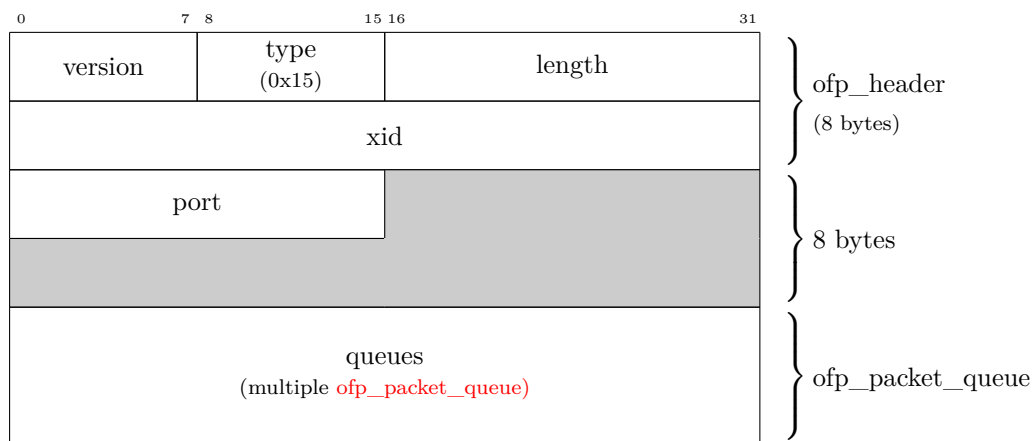 0 7 8 15 16 31
version
type
(0x15)
length
ofp_header
(8 bytes)
xid
port
8 bytes
queues
(multiple ofp_packet_queue)
ofp_packet_queue